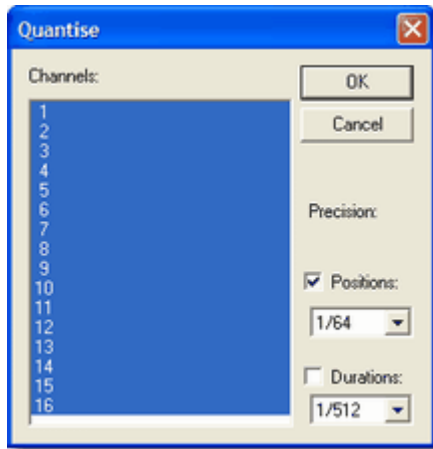 Quantise
Channels:
1
2
3
4
5
6
7
8
9
10
11
12
13
14
15
16
OK
Cancel
Precision:
Positions:
1/64
Durations:
1/512